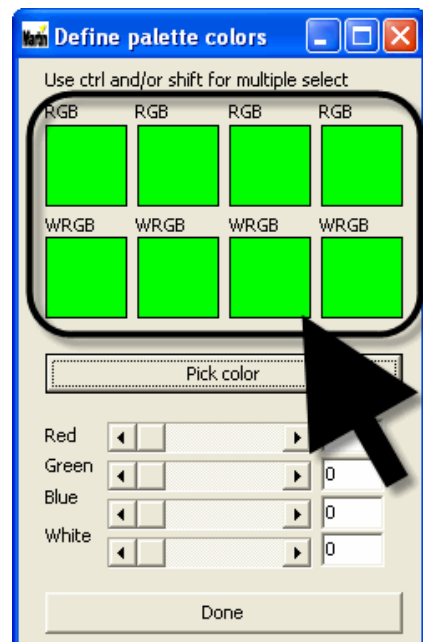 Martin Define palette colors
Use ctrl and/or shift for multiple select
RGB RGB RGB RGB
WRGB WRGB WRGB WRGB
Pick color
Red
Green 0
Blue 0
White 0
Done